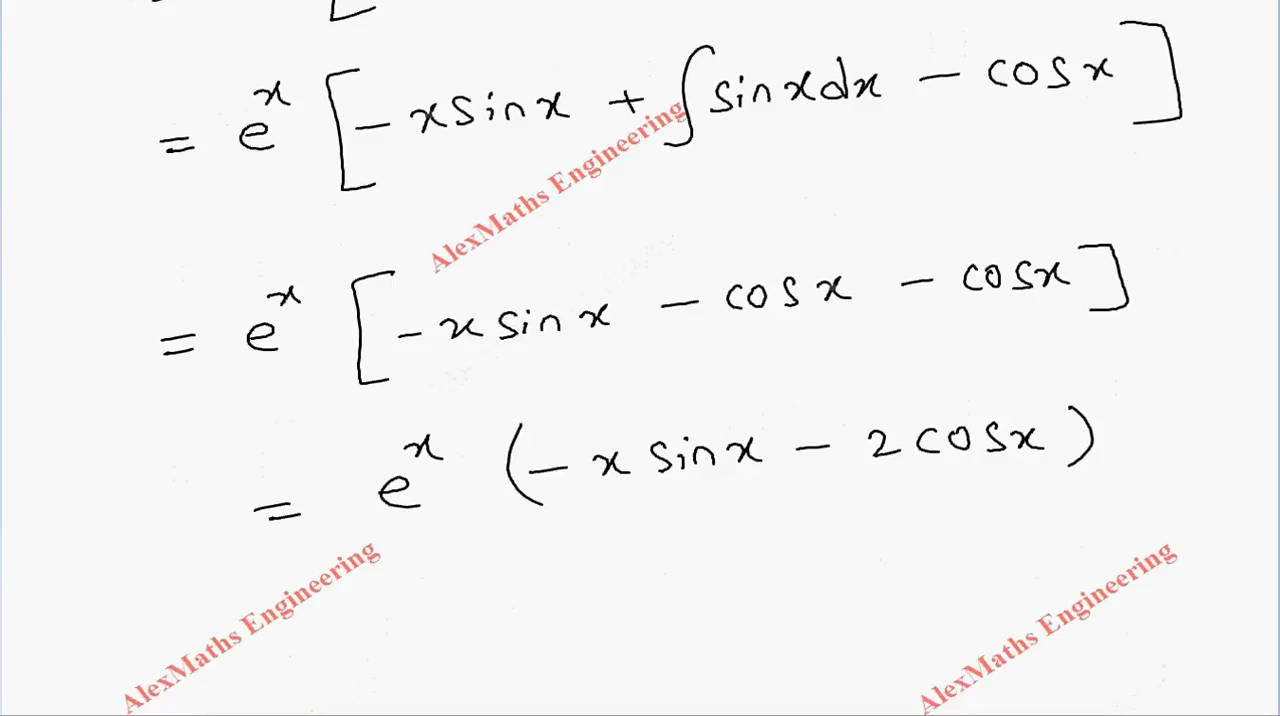 = e^x [ - x sin x + ∫ sin x dx - cos x ]
AlexMaths Engineering
= e^x [ - x sin x - cos x - cos x ]
= e^x ( - x sin x - 2 cos x )
AlexMaths Engineering
AlexMaths Engineering